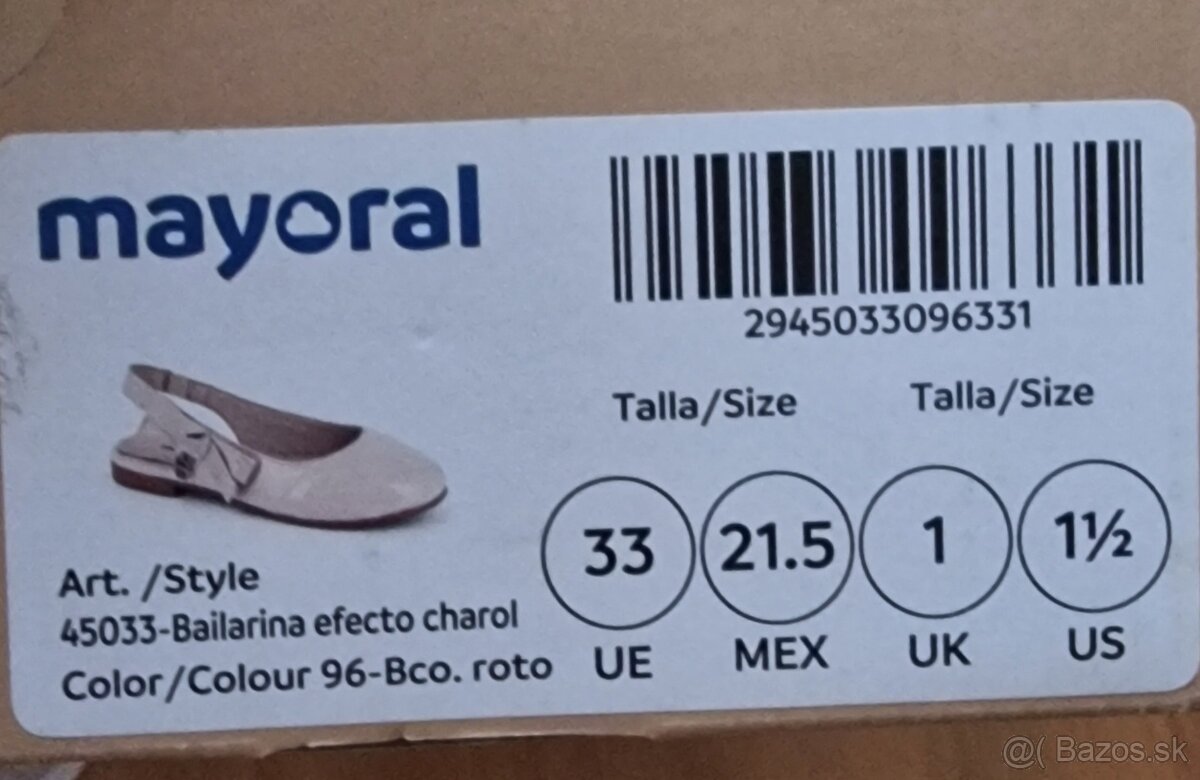 mayoral
2945033096331
Talla/Size
Talla/Size
33
21.5
1
1½
UE
MEX
UK
US
Art. /Style
45033-Bailarina efecto charol
Color/Colour 96-Bco. roto
@( Bazos.sk